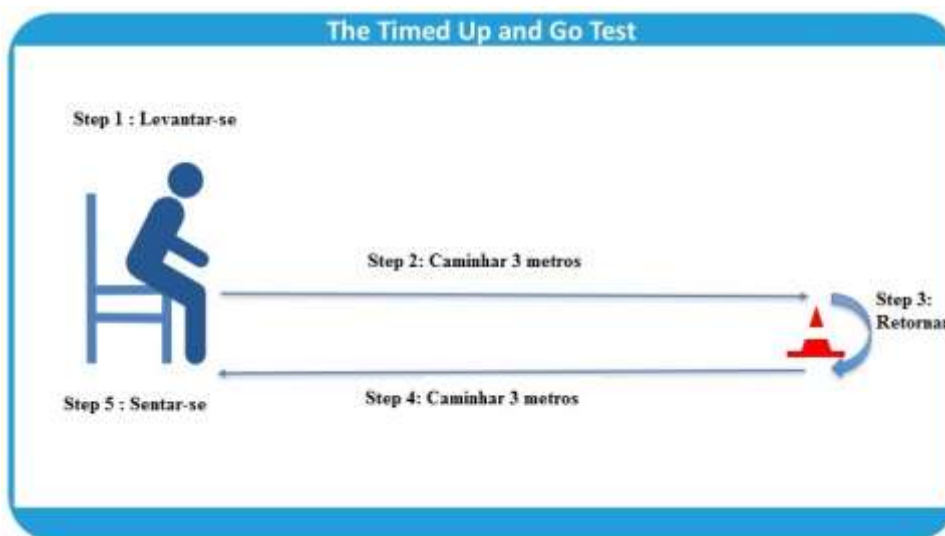 The Timed Up and Go Test
Step 1 : Levantar-se
Step 2: Caminhar 3 metros
Step 3:
Retornar
Step 4: Caminhar 3 metros
Step 5 : Sentar-se